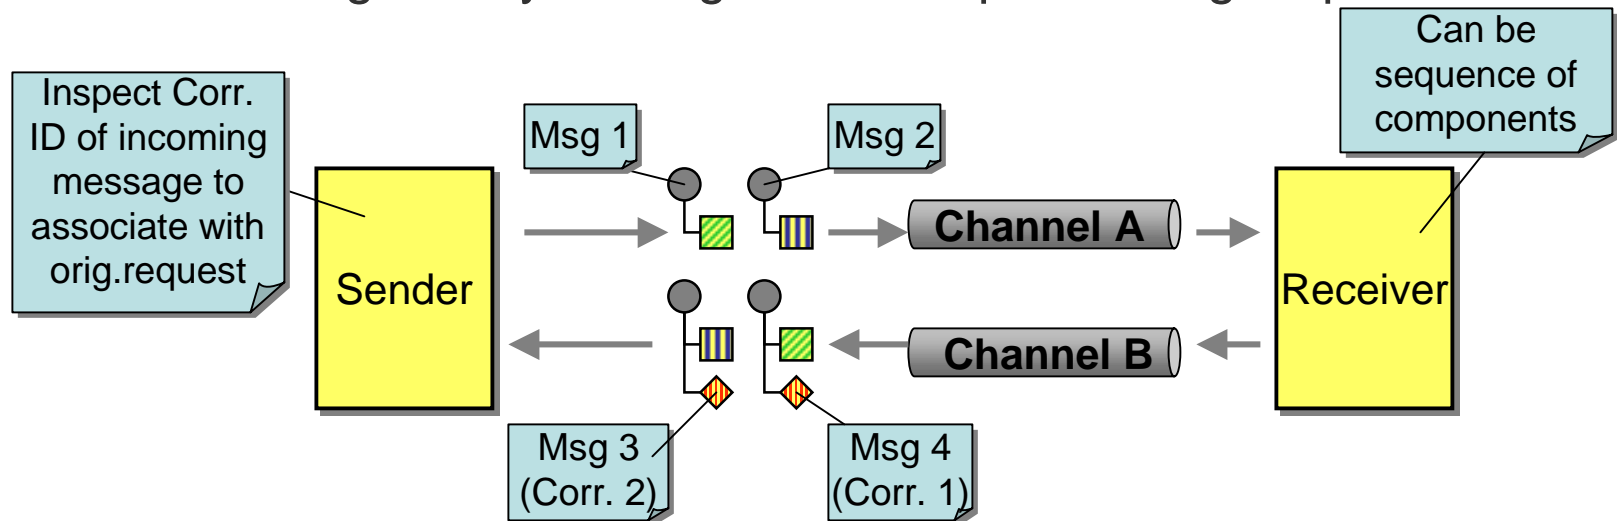 Can be
sequence of
components
Inspect Corr.
ID of incoming
message to
associate with
orig.request
Msg 1
Msg 2
Channel A
Sender
Receiver
Channel B
Msg 3
(Corr. 2)
Msg 4
(Corr. 1)